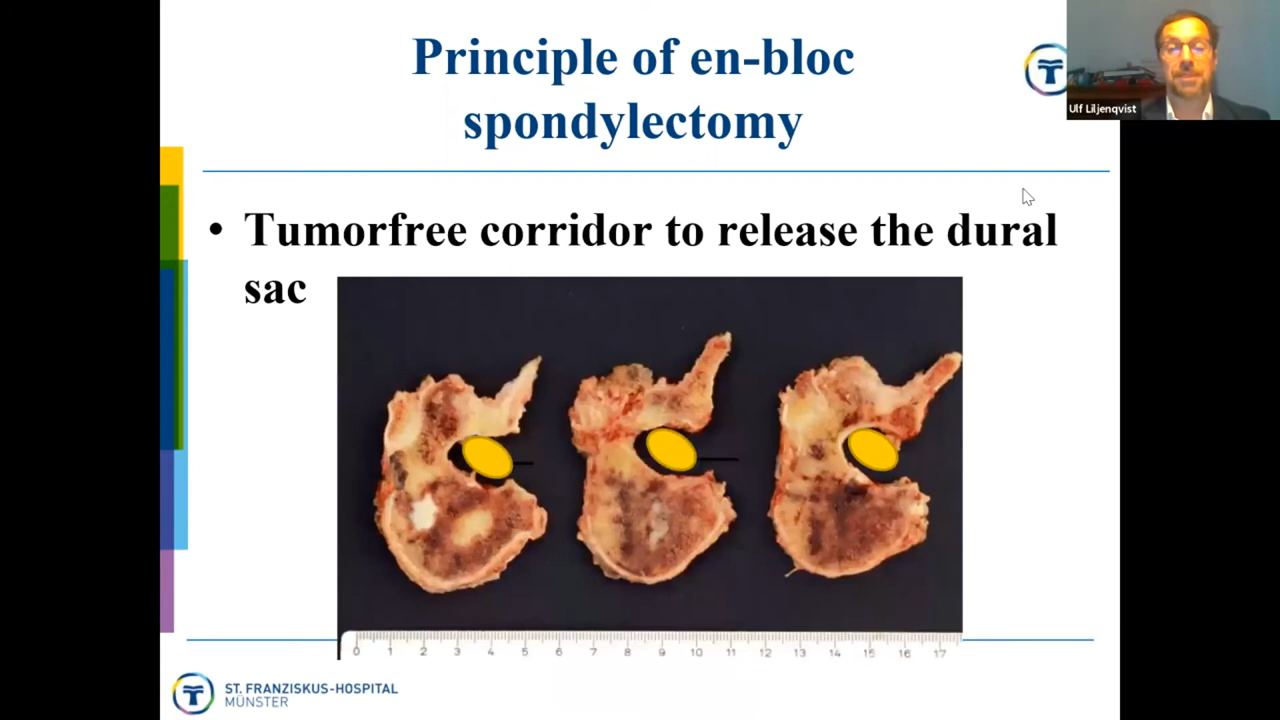 Principle of en-bloc
spondylectomy
Ulf Liljenqvist
• Tumorfree corridor to release the dural
sac
0 1 2 3 4 5 6 7 8 9 10 11 12 13 14 15 16 17
ST. FRANZISKUS-HOSPITAL
MÜNSTER